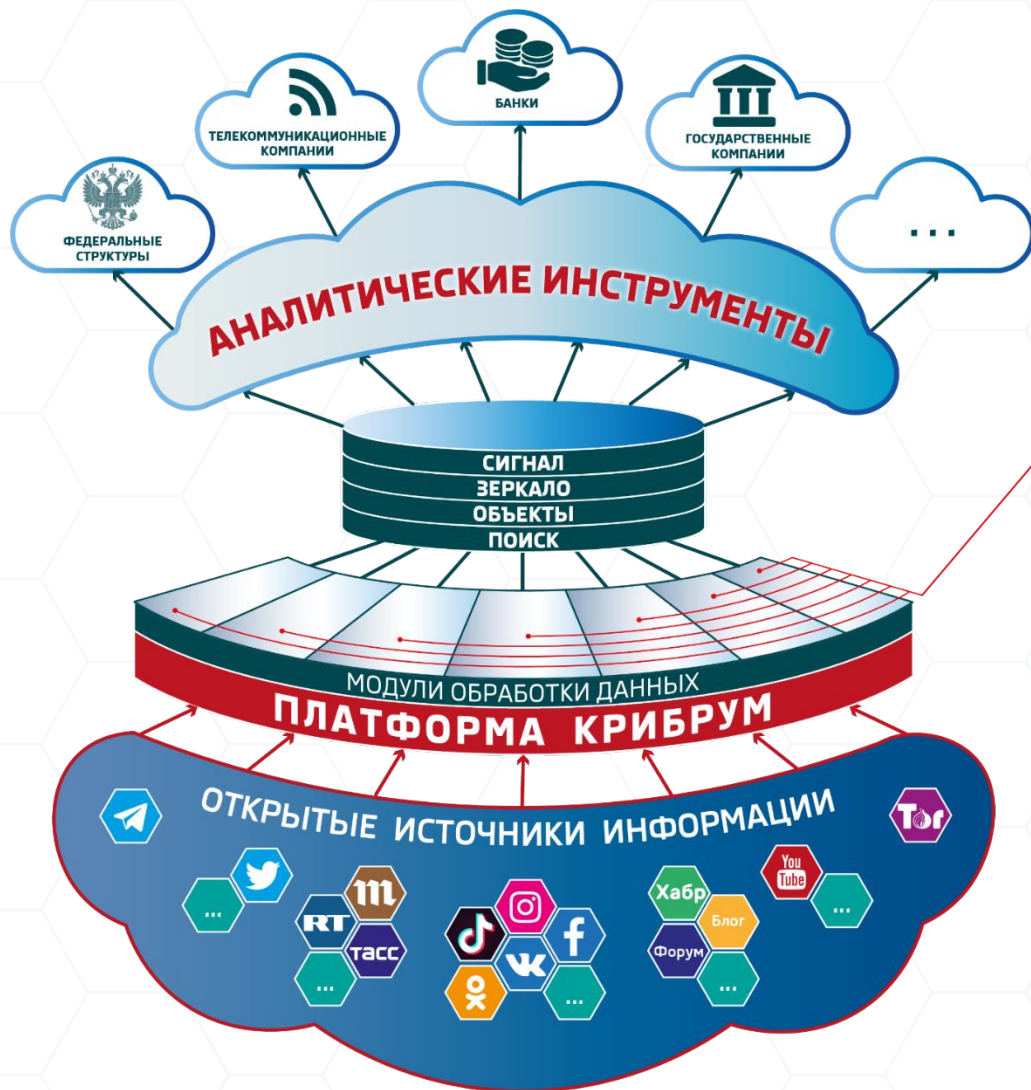 БАНКИ
ТЕЛЕКОММУНИКАЦИОННЫЕ
КОМПАНИИ
ГОСУДАРСТВЕННЫЕ
КОМПАНИИ
ФЕДЕРАЛЬНЫЕ
СТРУКТУРЫ
...
АНАЛИТИЧЕСКИЕ ИНСТРУМЕНТЫ
СИГНАЛ
ЗЕРКАЛО
ОБЪЕКТЫ
ПОИСК
МОДУЛИ ОБРАБОТКИ ДАННЫХ
ПЛАТФОРМА КРИБРУМ
ОТКРЫТЫЕ ИСТОЧНИКИ ИНФОРМАЦИИ
Tor
...
m
RT
ТАСС
...
...
Хабр
Блог
Форум
...
You
Tube
...